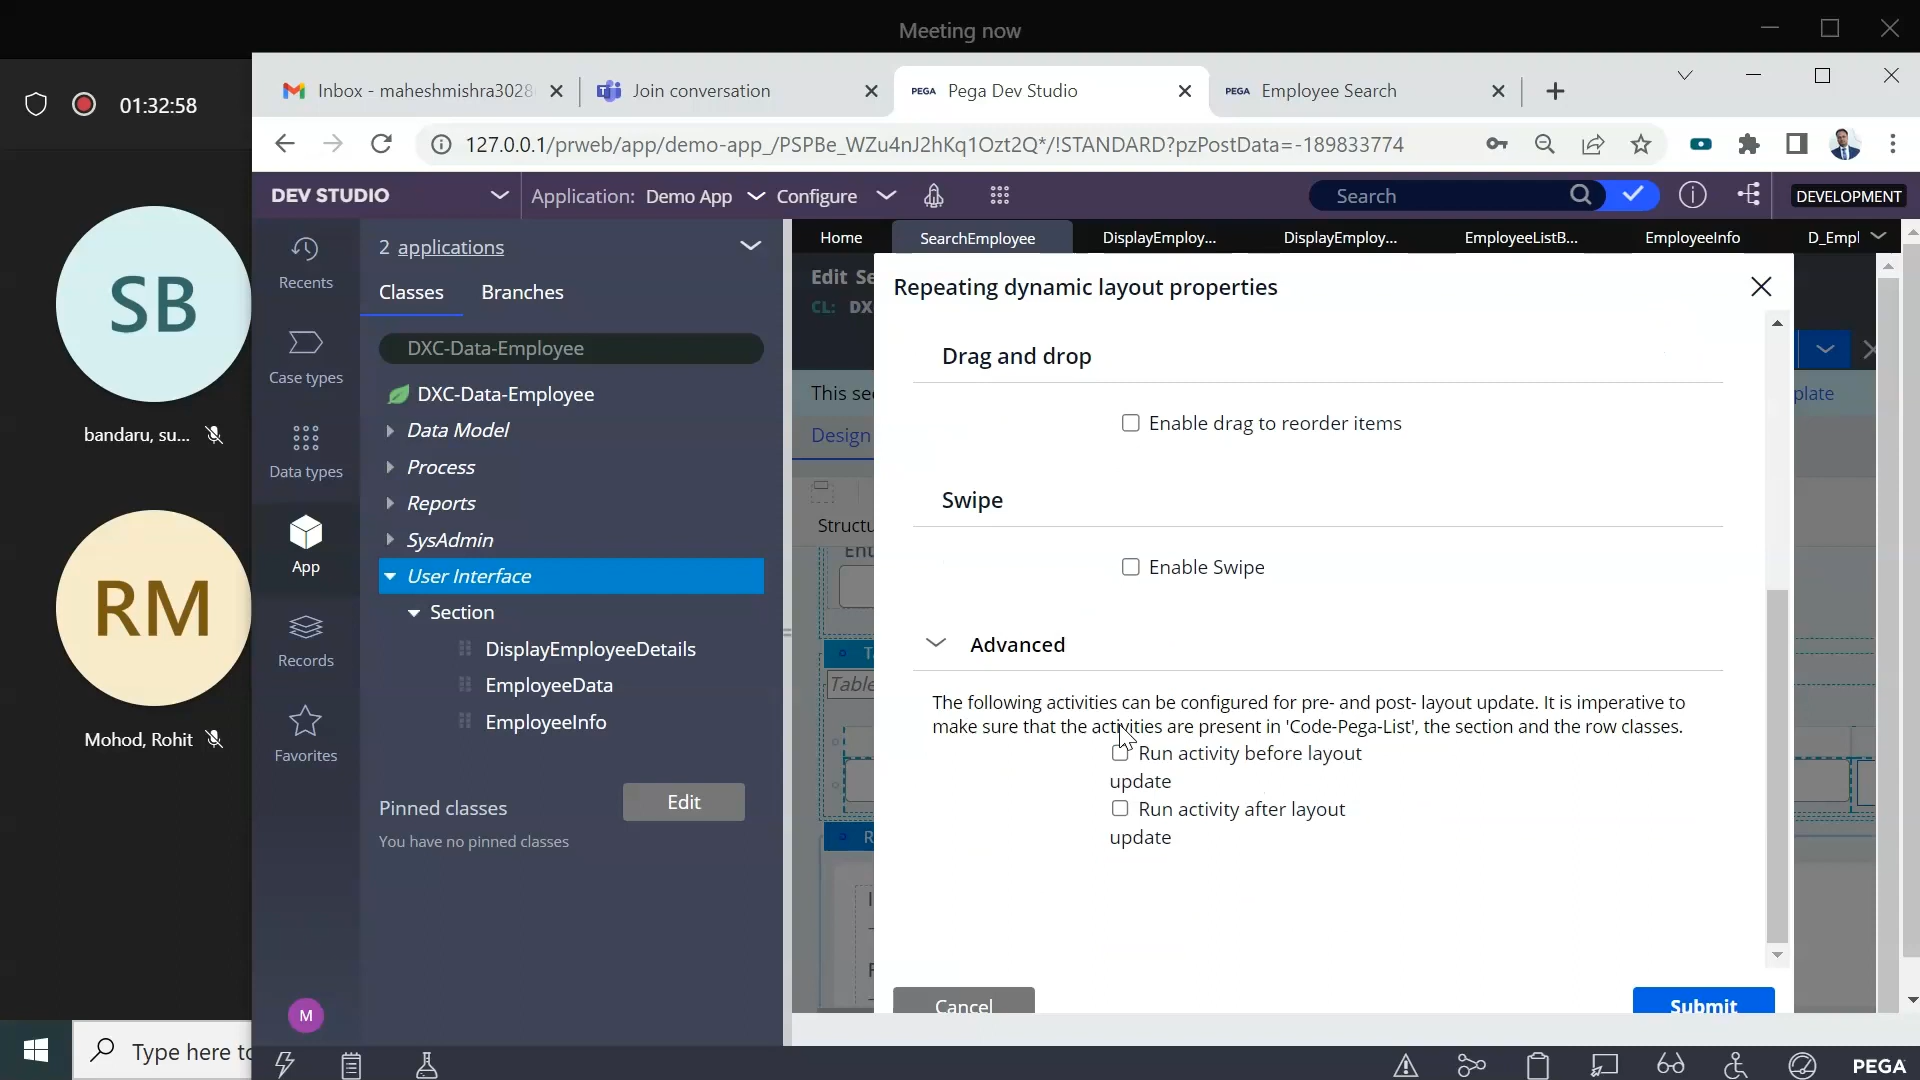 Meeting now
01:32:58
SB
bandaru, su...
RM
Mohod, Rohit
Type here to
Inbox - maheshmishra3028
Join conversation
PEGA Pega Dev Studio
PEGA Employee Search
127.0.0.1/prweb/app/demo-app_/PSPBe_WZu4nJ2hKq1Ozt2Q*/!STANDARD?pzPostData=-189833774
DEV STUDIO
Application: Demo App
Configure
Search
DEVELOPMENT
Recents
Case types
Data types
App
Records
Favorites
M
2 applications
Classes
Branches
DXC-Data-Employee
DXC-Data-Employee
Data Model
Process
Reports
SysAdmin
User Interface
Section
DisplayEmployeeDetails
EmployeeData
EmployeeInfo
Pinned classes
Edit
You have no pinned classes
Home
SearchEmployee
DisplayEmploy...
DisplayEmploy...
EmployeeListB...
EmployeeInfo
D_Empl
Edit Se
CL: DX
This se
plate
Design
Structu
Ent
Table
Repeating dynamic layout properties
Drag and drop
Enable drag to reorder items
Swipe
Enable Swipe
Advanced
The following activities can be configured for pre- and post- layout update. It is imperative to
make sure that the activities are present in 'Code-Pega-List', the section and the row classes.
Run activity before layout
update
Run activity after layout
update
Cancel
Submit
PEGA